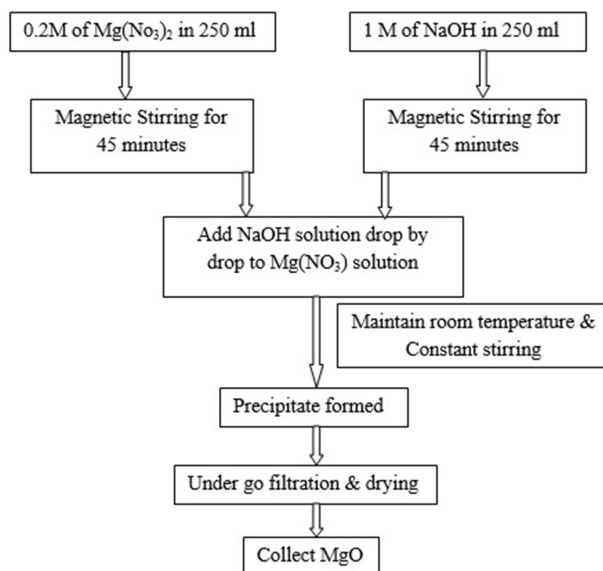 0.2M of Mg(No₃)₂ in 250 ml
1 M of NaOH in 250 ml
Magnetic Stirring for
45 minutes
Magnetic Stirring for
45 minutes
Add NaOH solution drop by
drop to Mg(NO₃) solution
Maintain room temperature &
Constant stirring
Precipitate formed
Under go filtration & drying
Collect MgO